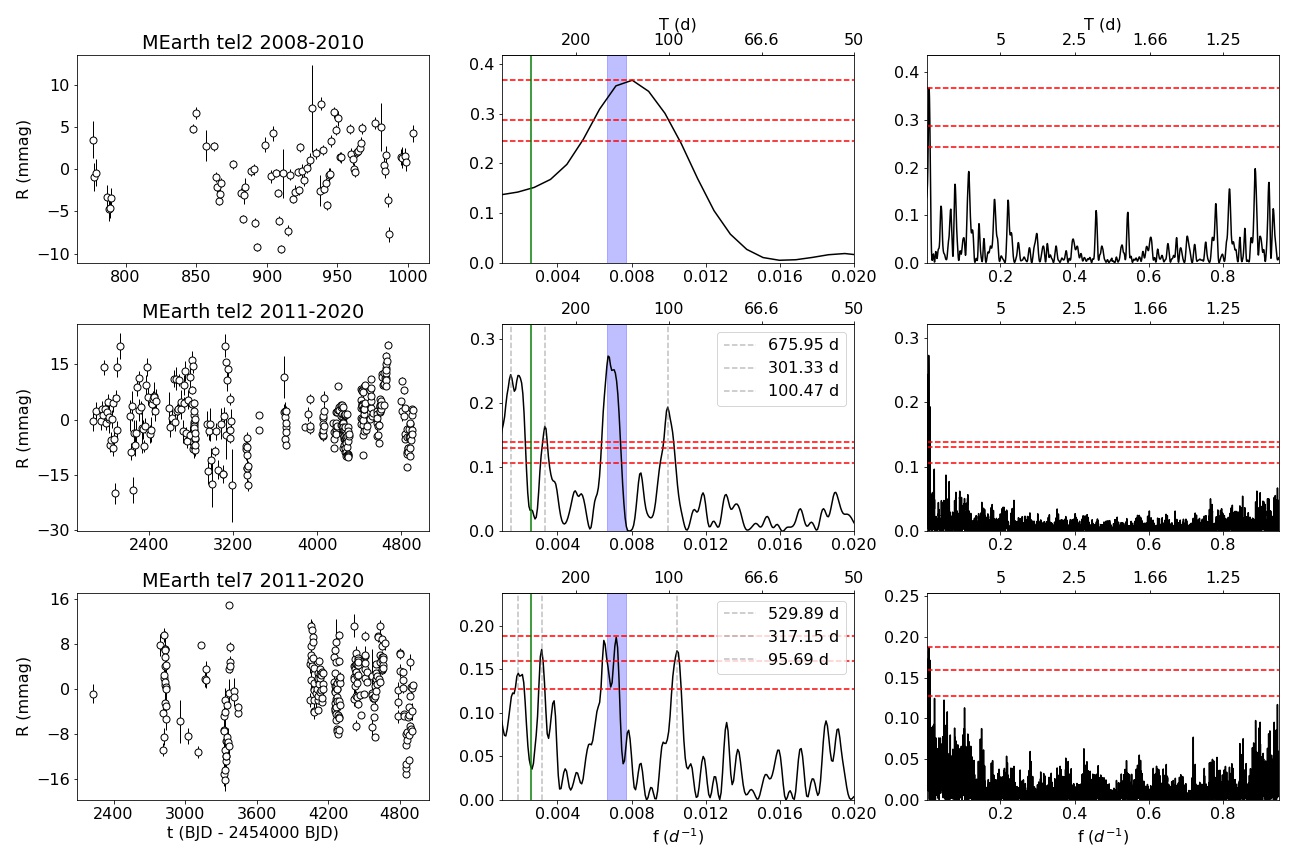 T (d)
T (d)
MEarth tel2 2008-2010
200 100 66.6 50
5 2.5 1.66 1.25
R (mmag)
10
5
0
−5
−10
800 850 900 950 1000
0.4
0.3
0.2
0.1
0.0
0.004 0.008 0.012 0.016 0.020
0.4
0.3
0.2
0.1
0.0
0.2 0.4 0.6 0.8
MEarth tel2 2011-2020
200 100 66.6 50
5 2.5 1.66 1.25
R (mmag)
15
0
−15
−30
2400 3200 4000 4800
0.3
0.2
0.1
0.0
675.95 d
301.33 d
100.47 d
0.004 0.008 0.012 0.016 0.020
0.3
0.2
0.1
0.0
0.2 0.4 0.6 0.8
MEarth tel7 2011-2020
200 100 66.6 50
5 2.5 1.66 1.25
R (mmag)
16
8
0
−8
−16
2400 3000 3600 4200 4800
t (BJD - 2454000 BJD)
0.20
0.15
0.10
0.05
0.00
529.89 d
317.15 d
95.69 d
0.004 0.008 0.012 0.016 0.020
f (d⁻¹)
0.25
0.20
0.15
0.10
0.05
0.00
0.2 0.4 0.6 0.8
f (d⁻¹)